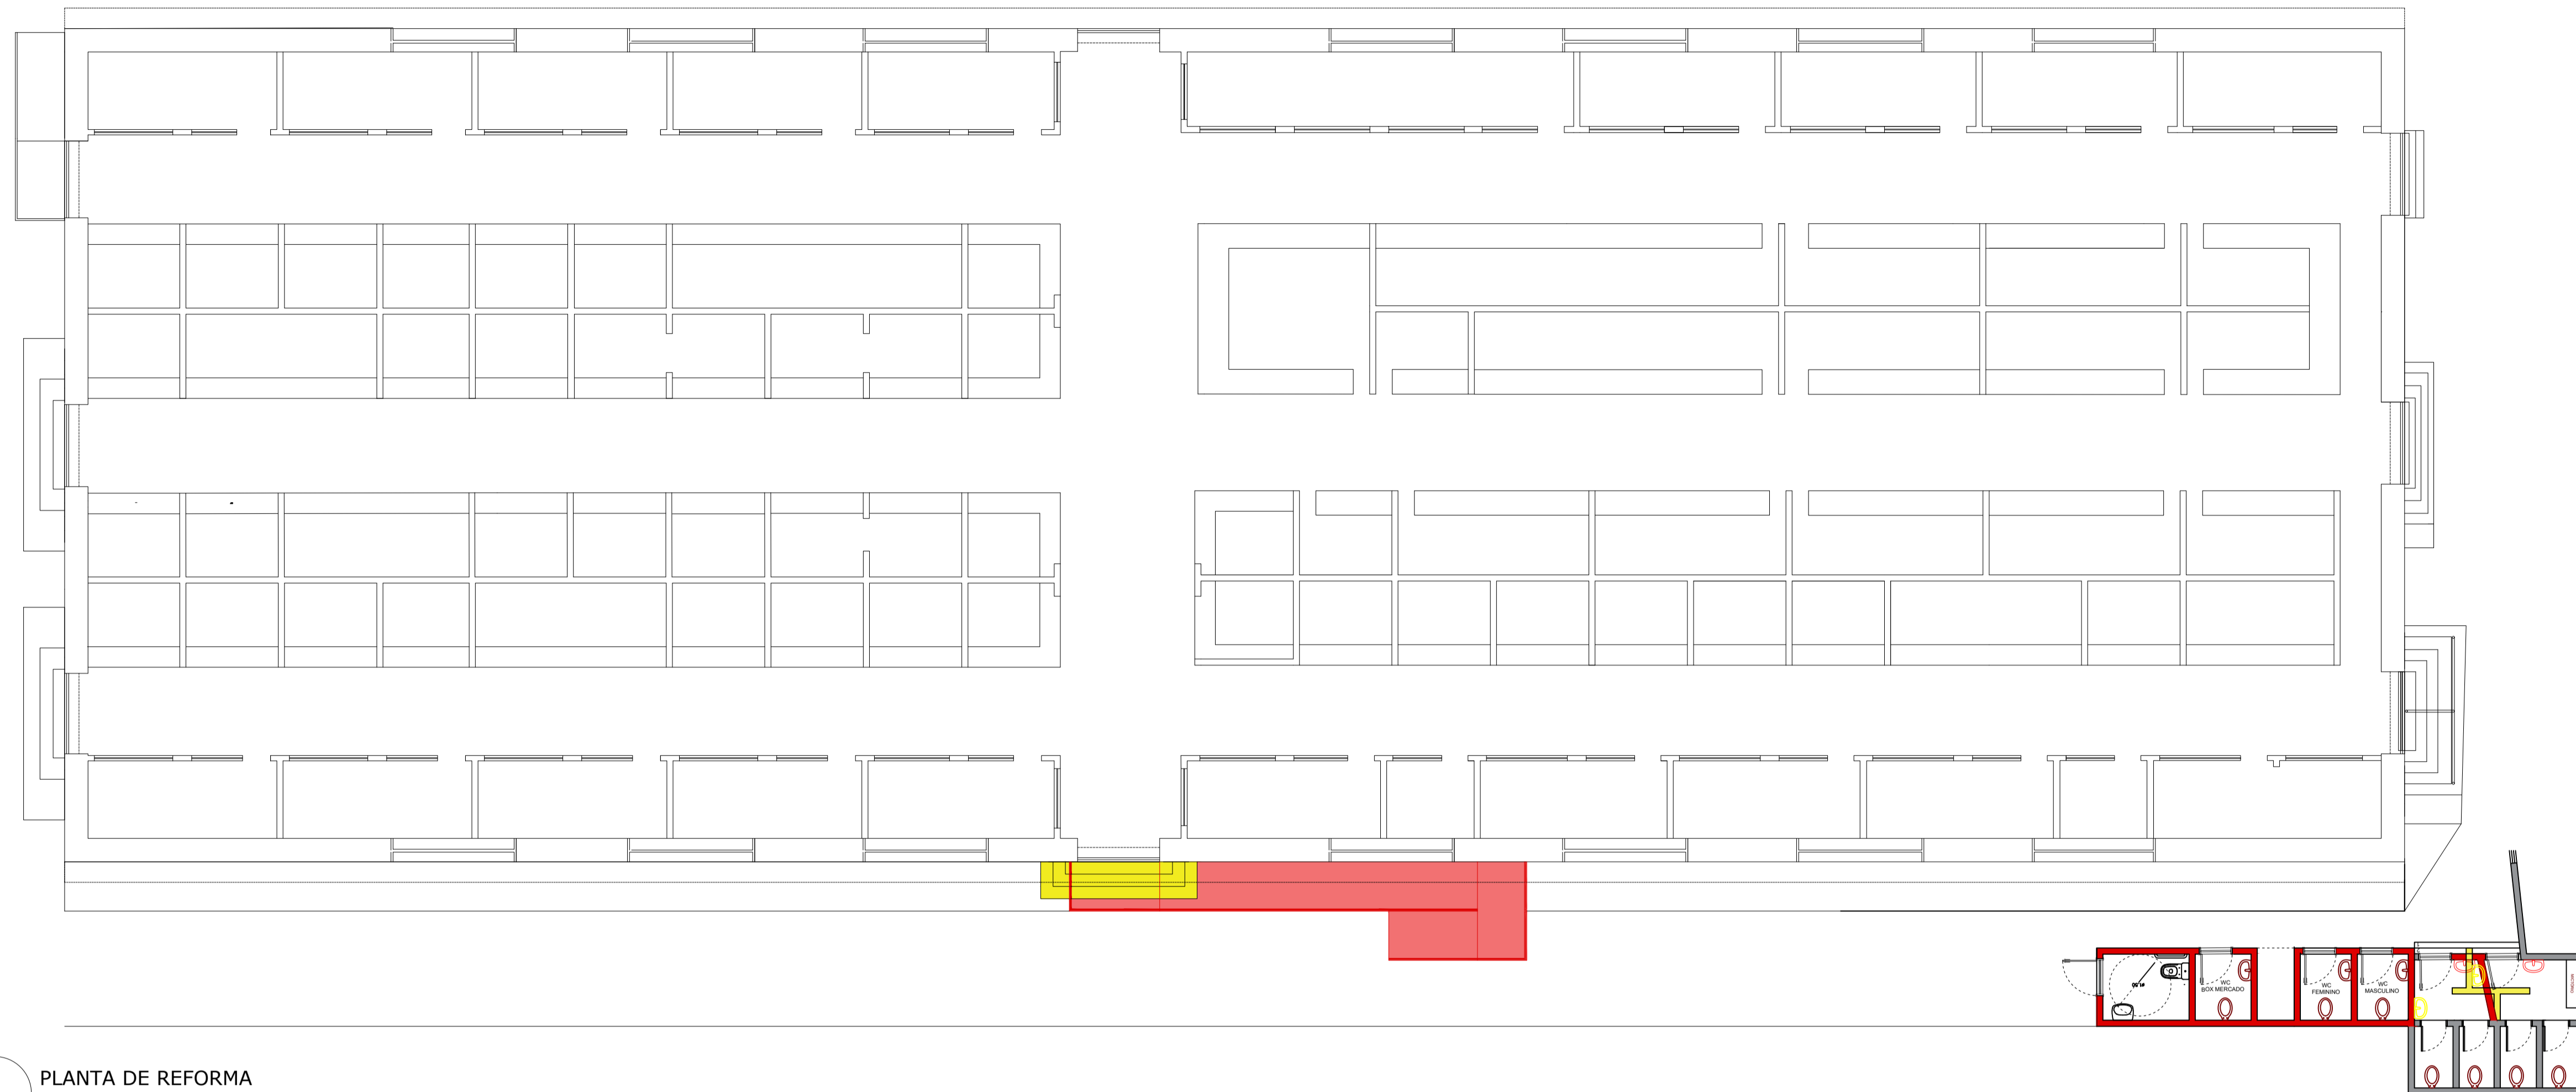 WC
BOX MERCADO
WC
FEMININO
WC
MASCULINO
PLANTA DE REFORMA